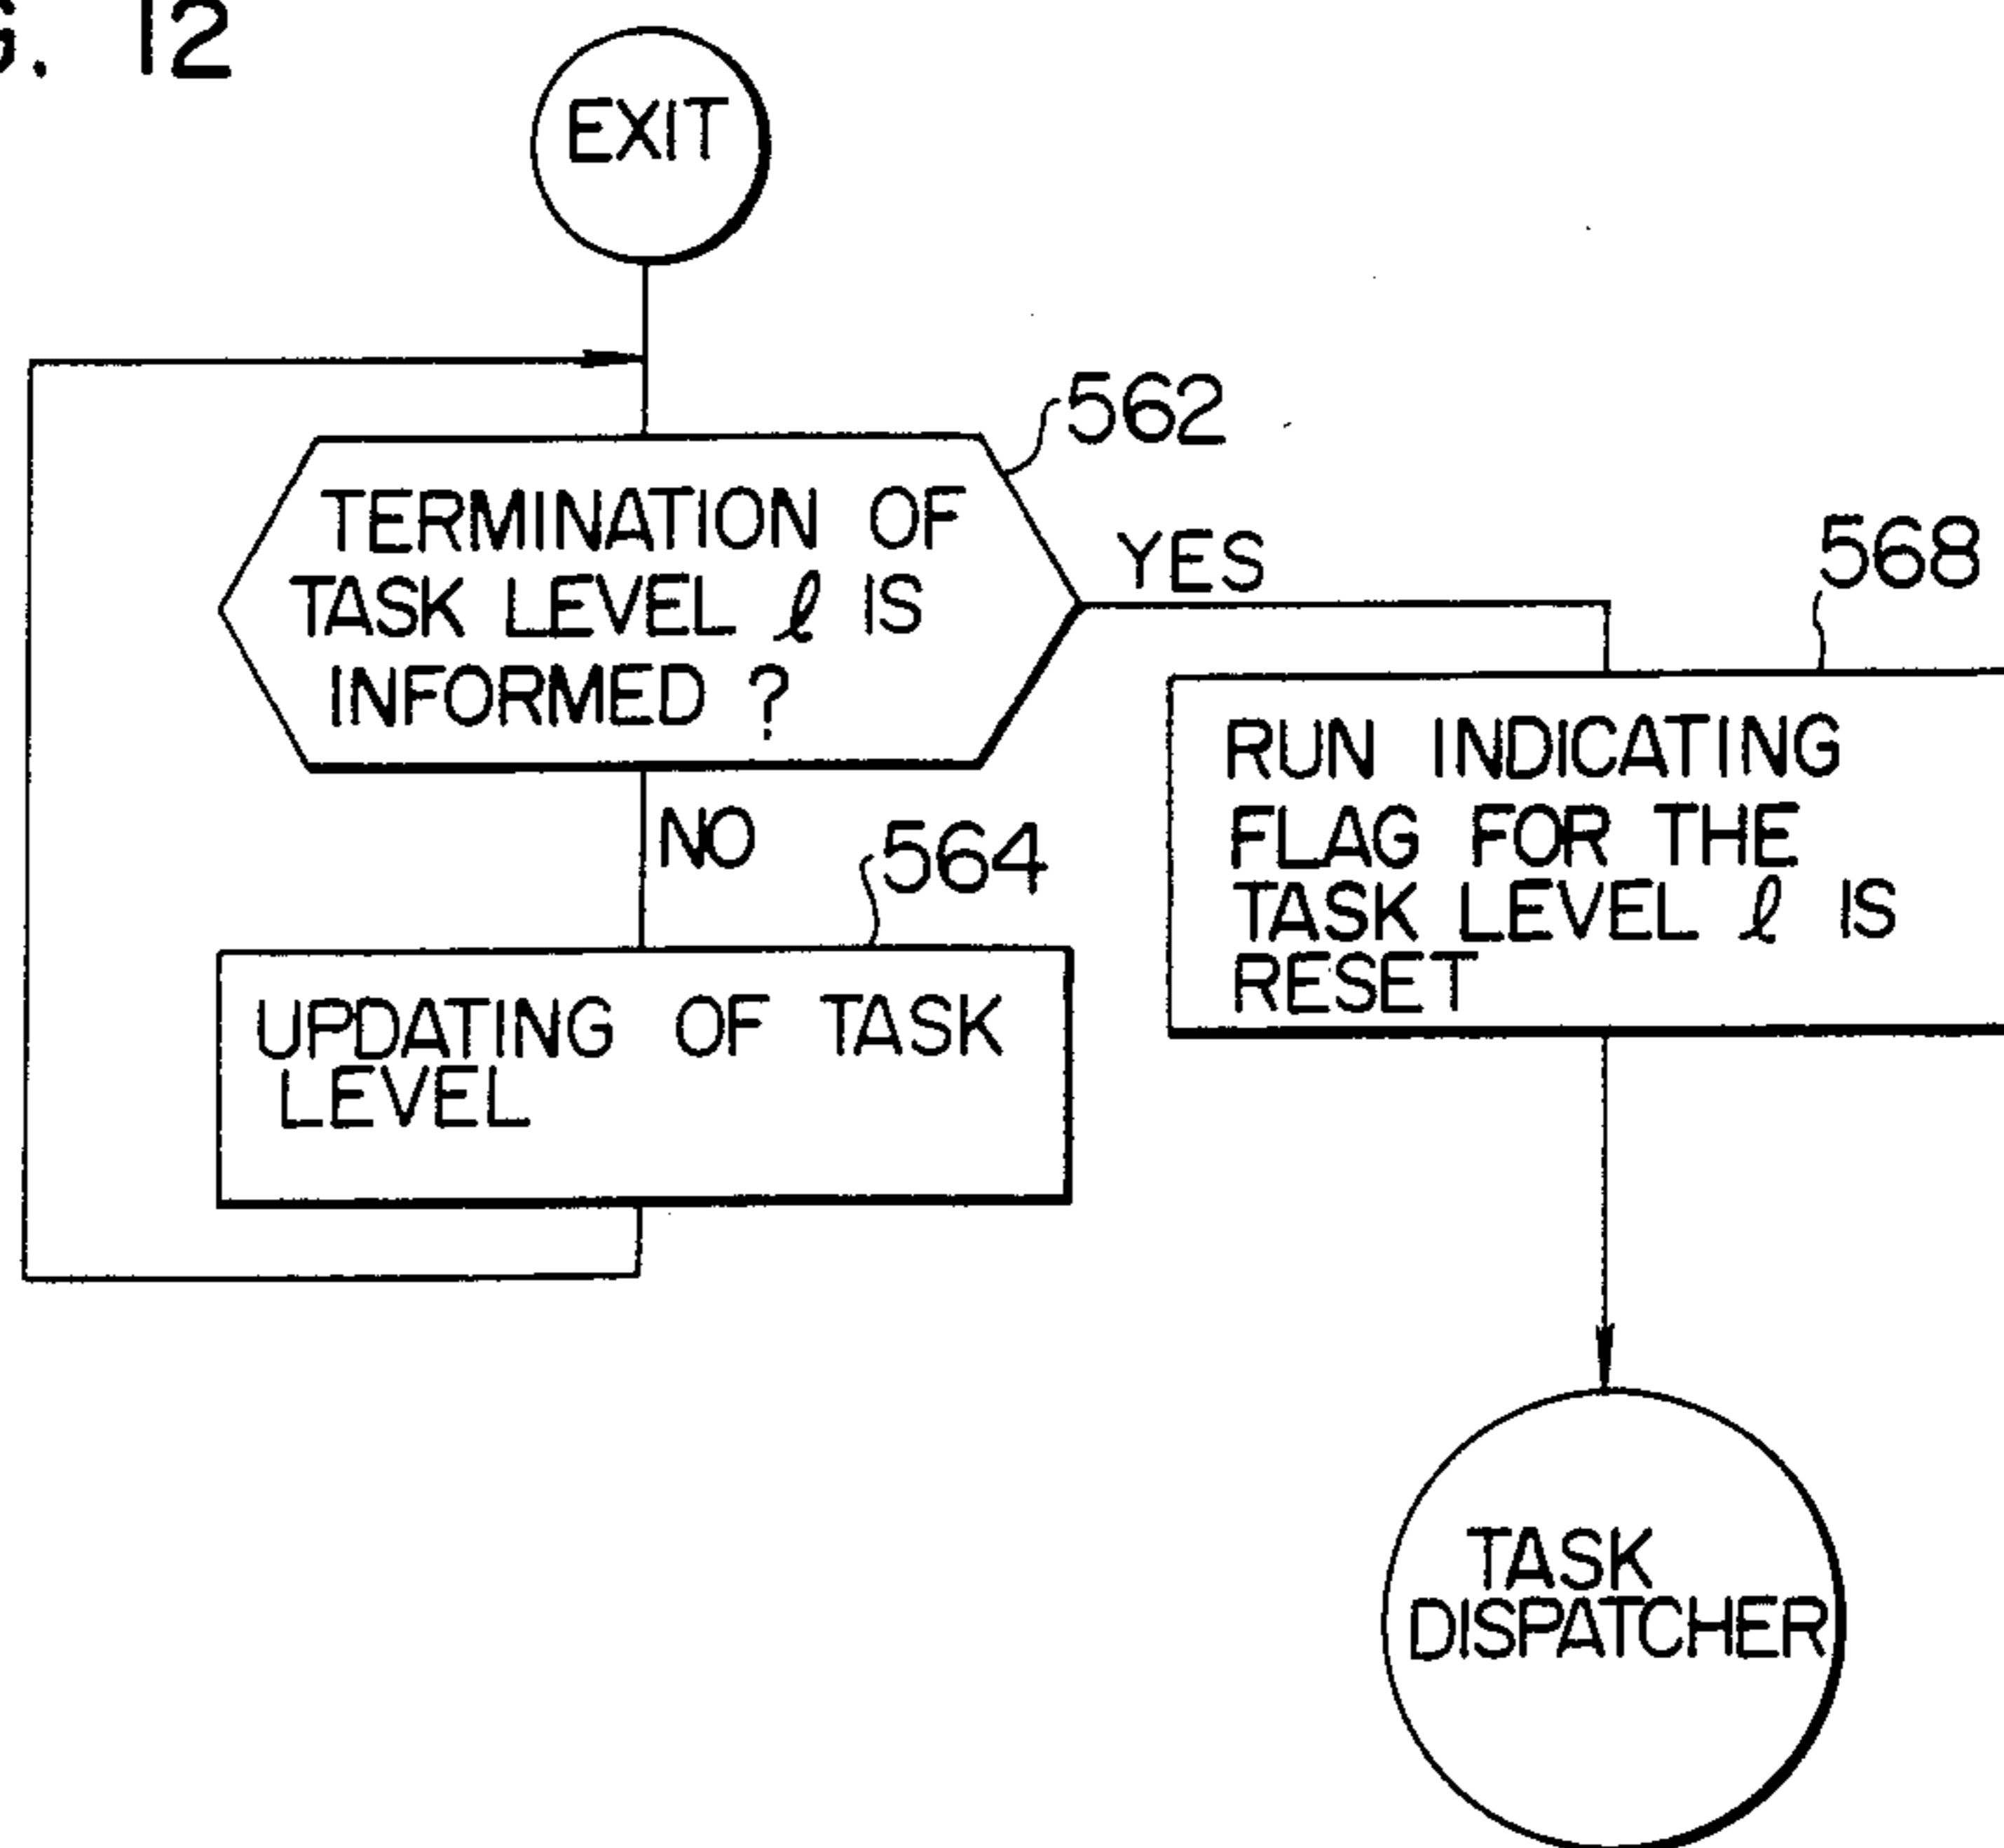 G. 12
EXIT
562
TERMINATION OF
TASK LEVEL ℓ IS
INFORMED ?
YES
NO
564
UPDATING OF TASK
LEVEL
568
RUN INDICATING
FLAG FOR THE
TASK LEVEL ℓ IS
RESET
TASK
DISPATCHER